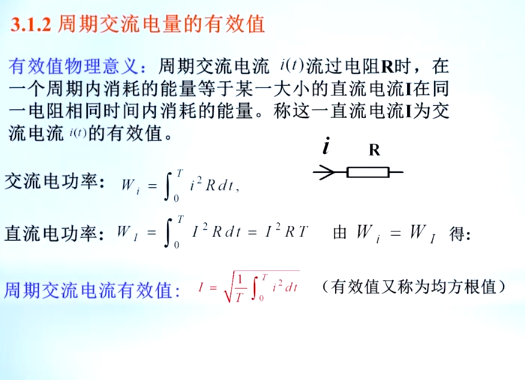 3.1.2 周期交流电量的有效值
有效值物理意义：周期交流电流 i(t)流过电阻R时，在
一个周期内消耗的能量等于某一大小的直流电流I在同
一电阻相同时间内消耗的能量。称这一直流电流I为交
流电流 i(t)的有效值。
i R
交流电功率：W_i = ∫_0^T i^2 R dt,
直流电功率：W_I = ∫_0^T I^2 R dt = I^2 RT 由 W_i = W_I 得：
周期交流电流有效值： I = √(1/T ∫_0^T i^2 dt) （有效值又称为均方根值）